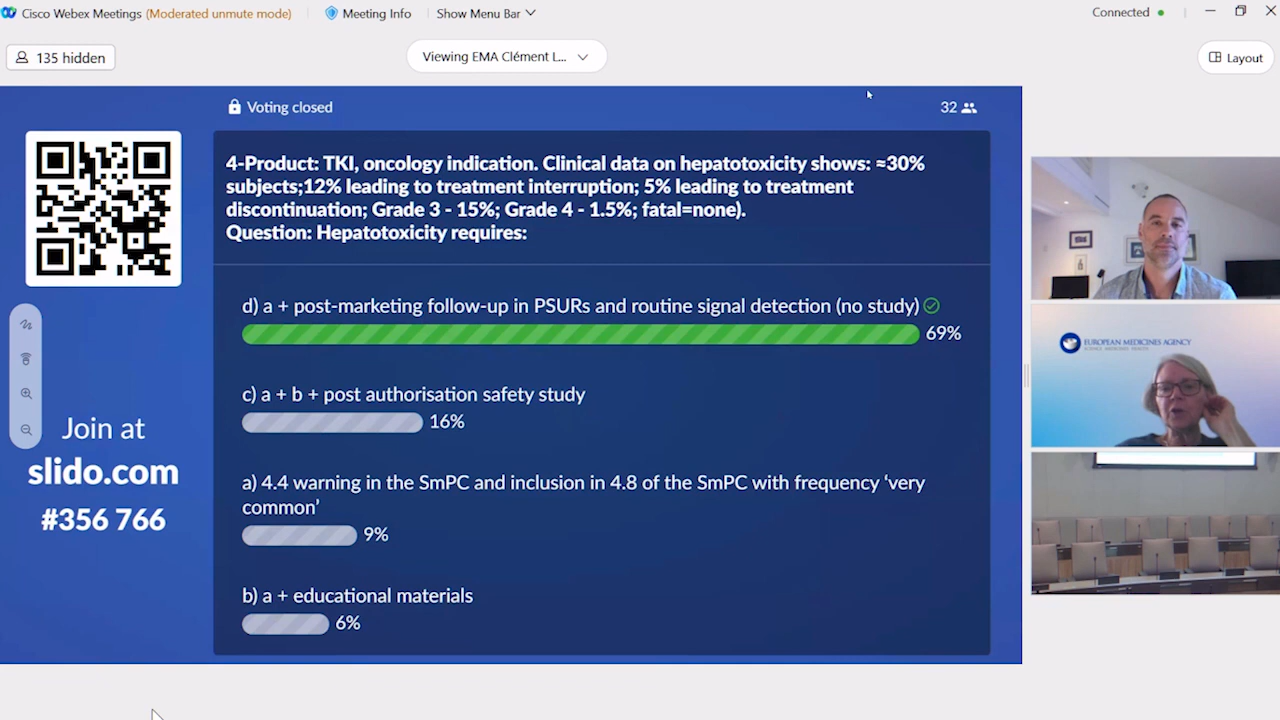 Cisco Webex Meetings (Moderated unmute mode) Meeting Info Show Menu Bar Connected
135 hidden Viewing EMA Clément L... Layout
Voting closed 32
4-Product: TKI, oncology indication. Clinical data on hepatotoxicity shows: ≈30%
subjects;12% leading to treatment interruption; 5% leading to treatment
discontinuation; Grade 3 - 15%; Grade 4 - 1.5%; fatal=none).
Question: Hepatotoxicity requires:
d) a + post-marketing follow-up in PSURs and routine signal detection (no study)
69%
c) a + b + post authorisation safety study
16%
a) 4.4 warning in the SmPC and inclusion in 4.8 of the SmPC with frequency ‘very
common’
9%
b) a + educational materials
6%
Join at
slido.com
#356 766
EUROPEAN MEDICINES AGENCY
SCIENCE MEDICINES HEALTH